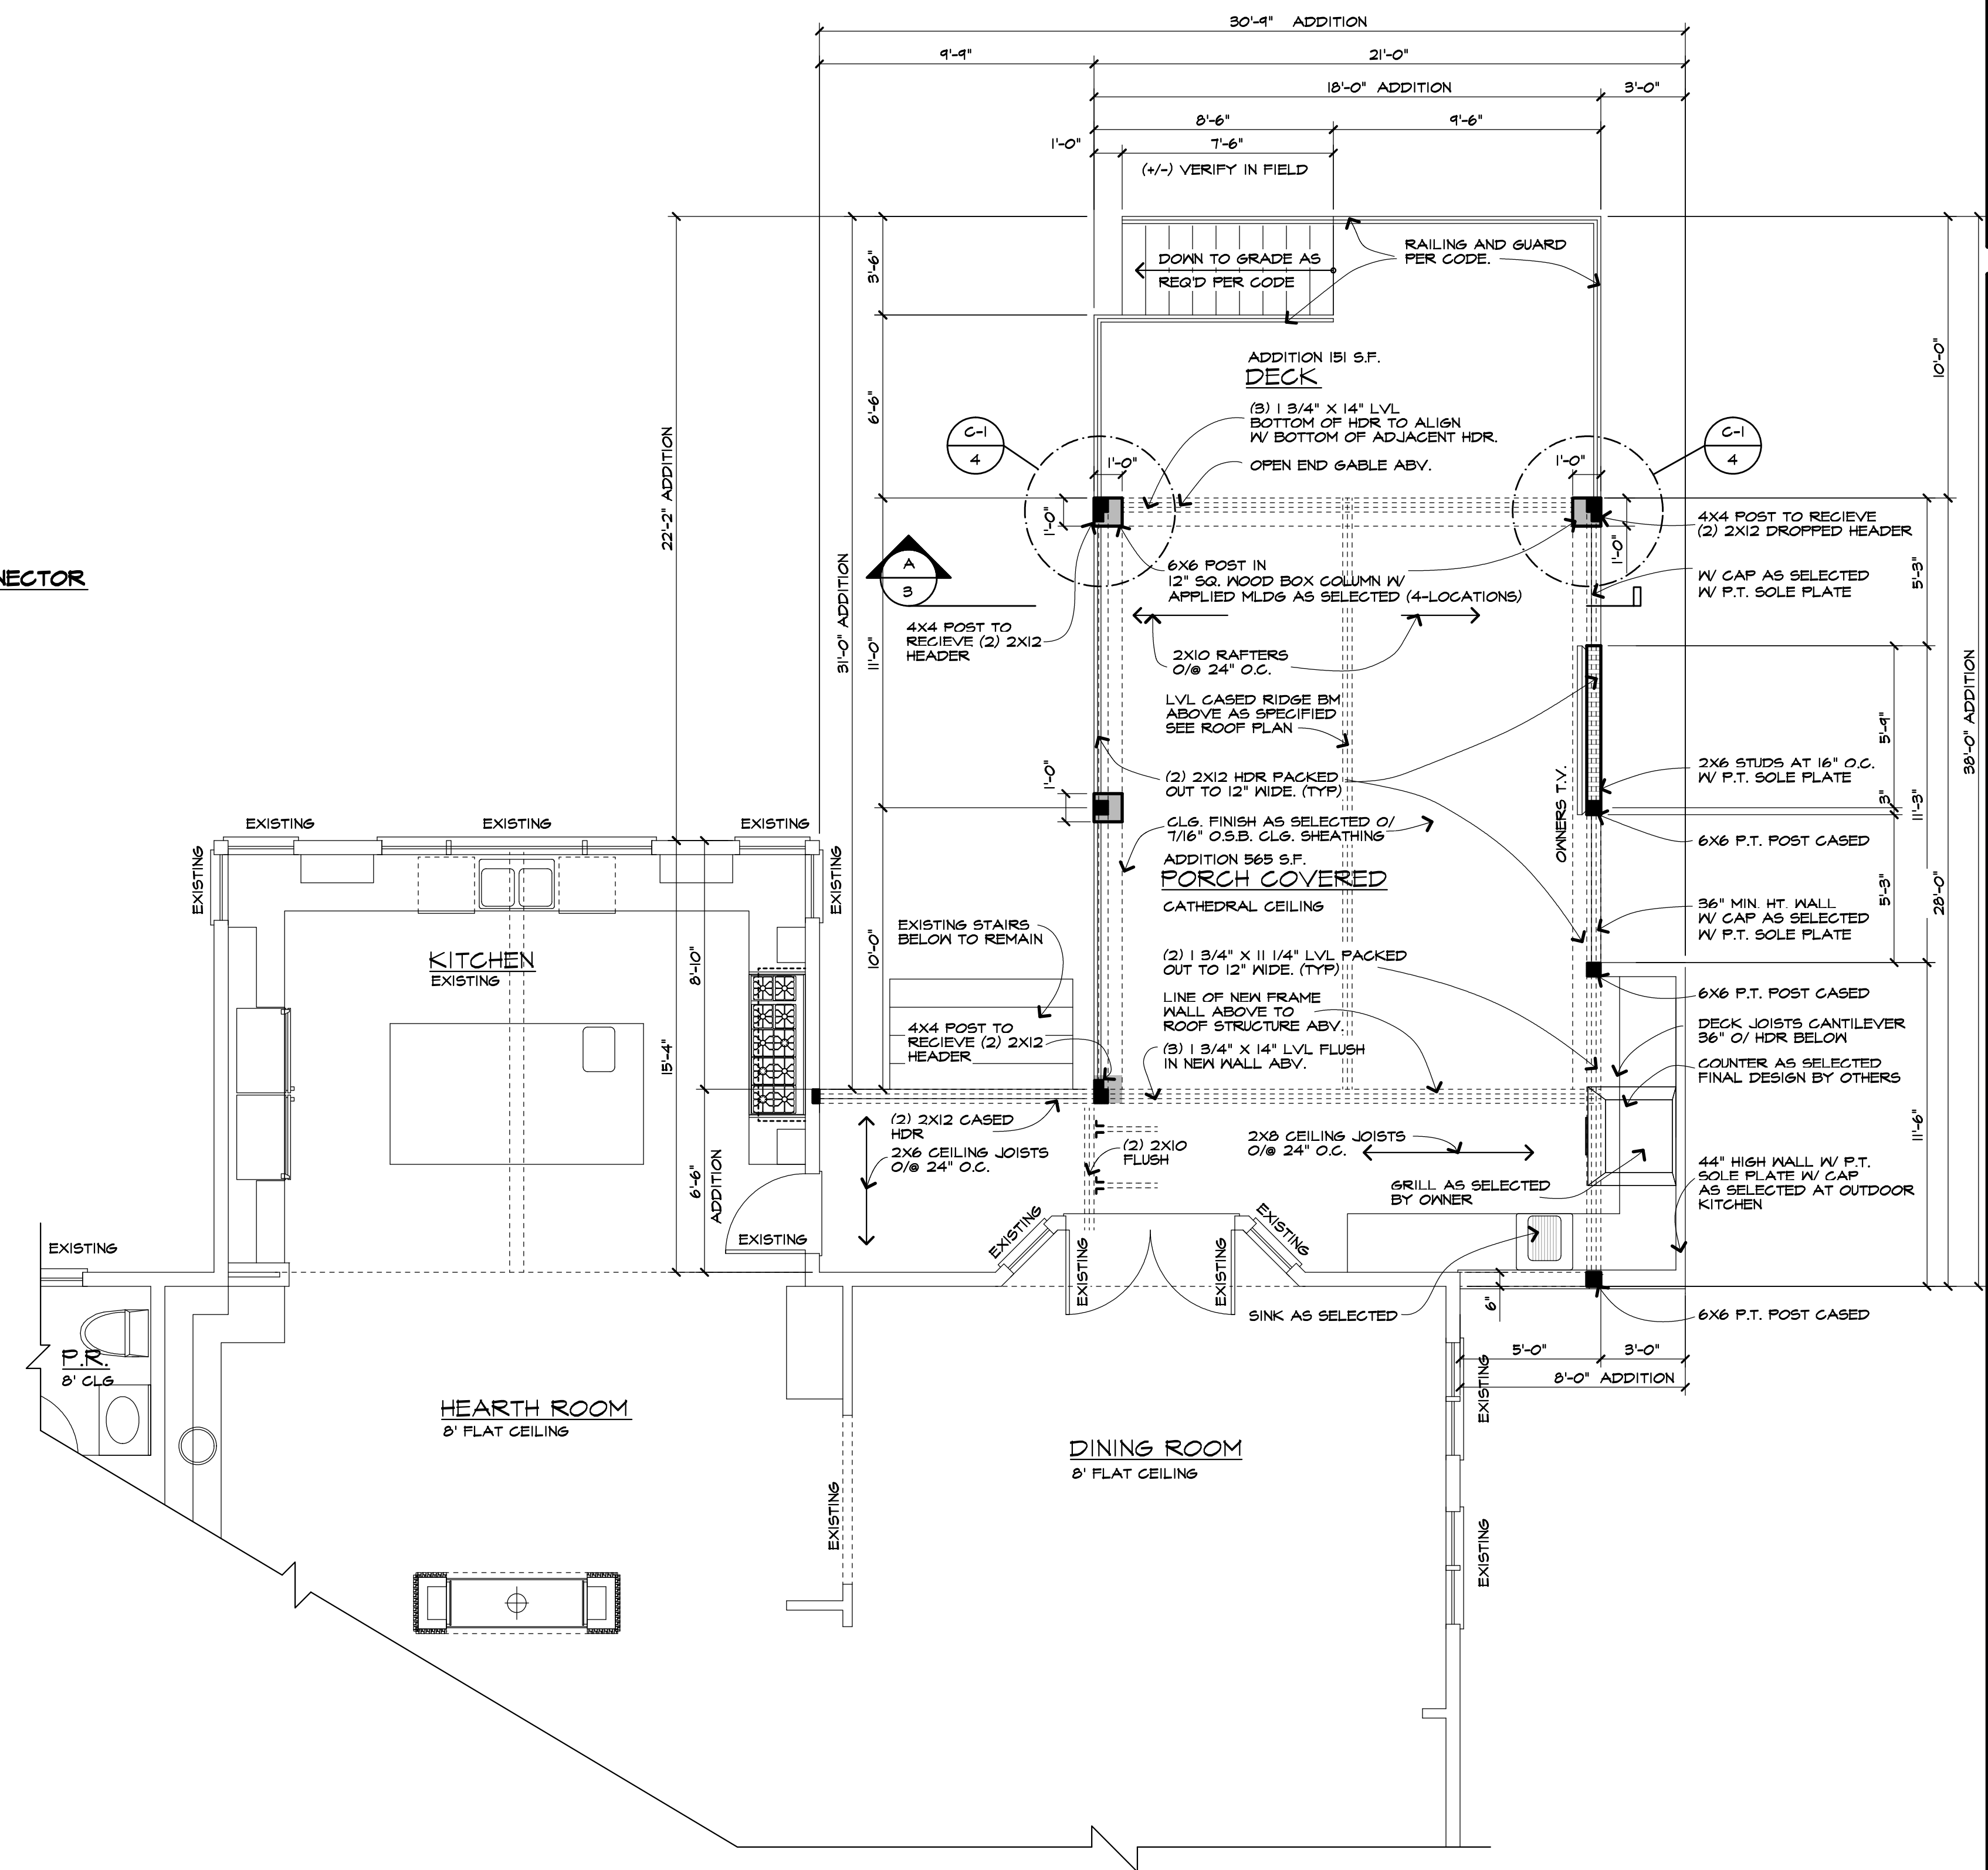 30'-9" ADDITION
9'-9"
21'-0"
18'-0" ADDITION
3'-0"
8'-6"
9'-6"
1'-0"
7'-6"
(+/-) VERIFY IN FIELD
3'-6"
DOWN TO GRADE AS
REQ'D PER CODE
RAILING AND GUARD
PER CODE.
6'-6"
ADDITION 151 S.F.
DECK
10'-0"
(3) 1 3/4" X 14" LVL
BOTTOM OF HDR TO ALIGN
W/ BOTTOM OF ADJACENT HDR.
OPEN END GABLE ABV.
C-1
4
C-1
4
1'-0"
1'-0"
1'-0"
1'-0"
22'-2" ADDITION
31'-0" ADDITION
A
3
NECTOR
4X4 POST TO RECIEVE
(2) 2X12 DROPPED HEADER
W/ CAP AS SELECTED
W/ P.T. SOLE PLATE
5'-3"
6X6 POST IN
12" SQ. WOOD BOX COLUMN W/
APPLIED MLDG AS SELECTED (4-LOCATIONS)
4X4 POST TO
RECIEVE (2) 2X12
HEADER
11'-0"
2X10 RAFTERS
O/@ 24" O.C.
LVL CASED RIDGE BM
ABOVE AS SPECIFIED
SEE ROOF PLAN
38'-0" ADDITION
5'-9"
2X6 STUDS AT 16" O.C.
W/ P.T. SOLE PLATE
(2) 2X12 HDR PACKED
OUT TO 12" WIDE. (TYP)
1'-0"
OWNERS T.V.
3"
11'-3"
CLG. FINISH AS SELECTED O/
7/16" O.S.B. CLG. SHEATHING
6X6 P.T. POST CASED
EXISTING
EXISTING
EXISTING
EXISTING
EXISTING
ADDITION 565 S.F.
PORCH COVERED
CATHEDRAL CEILING
5'-3"
28'-0"
36" MIN. HT. WALL
W/ CAP AS SELECTED
W/ P.T. SOLE PLATE
EXISTING STAIRS
BELOW TO REMAIN
10'-0"
KITCHEN
EXISTING
8'-10"
(2) 1 3/4" X 11 1/4" LVL PACKED
OUT TO 12" WIDE. (TYP)
6X6 P.T. POST CASED
LINE OF NEW FRAME
WALL ABOVE TO
ROOF STRUCTURE ABV.
DECK JOISTS CANTILEVER
36" O/ HDR BELOW
4X4 POST TO
RECIEVE (2) 2X12
HEADER
15'-4"
(3) 1 3/4" X 14" LVL FLUSH
IN NEW WALL ABV.
COUNTER AS SELECTED
FINAL DESIGN BY OTHERS
(2) 2X12 CASED
HDR
2X6 CEILING JOISTS
O/@ 24" O.C.
(2) 2X10
FLUSH
2X8 CEILING JOISTS
O/@ 24" O.C.
11'-6"
6'-6"
ADDITION
GRILL AS SELECTED
BY OWNER
44" HIGH WALL W/ P.T.
SOLE PLATE W/ CAP
AS SELECTED AT OUTDOOR
KITCHEN
EXISTING
EXISTING
EXISTING
EXISTING
EXISTING
EXISTING
SINK AS SELECTED
6"
6X6 P.T. POST CASED
5'-0"
3'-0"
8'-0" ADDITION
P.R.
8' CLG
HEARTH ROOM
8' FLAT CEILING
DINING ROOM
8' FLAT CEILING
EXISTING
EXISTING
EXISTING